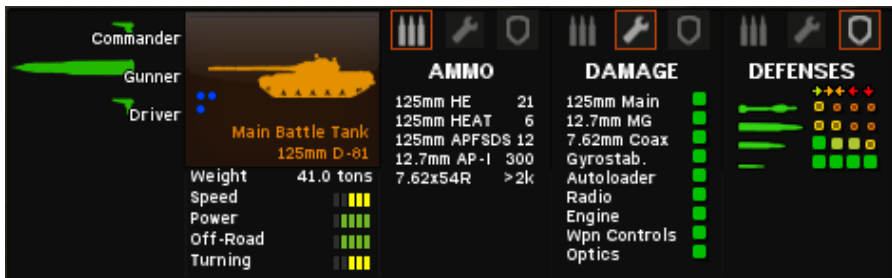 Commander
Gunner
Driver
Main Battle Tank
125mm D-81
Weight 41.0 tons
Speed
Power
Off-Road
Turning
AMMO
125mm HE 21
125mm HEAT 6
125mm APFSDS 12
12.7mm AP-I 300
7.62x54R >2k
DAMAGE
125mm Main
12.7mm MG
7.62mm Coax
Gyrostab.
Autoloader
Radio
Engine
Wpn Controls
Optics
DEFENSES